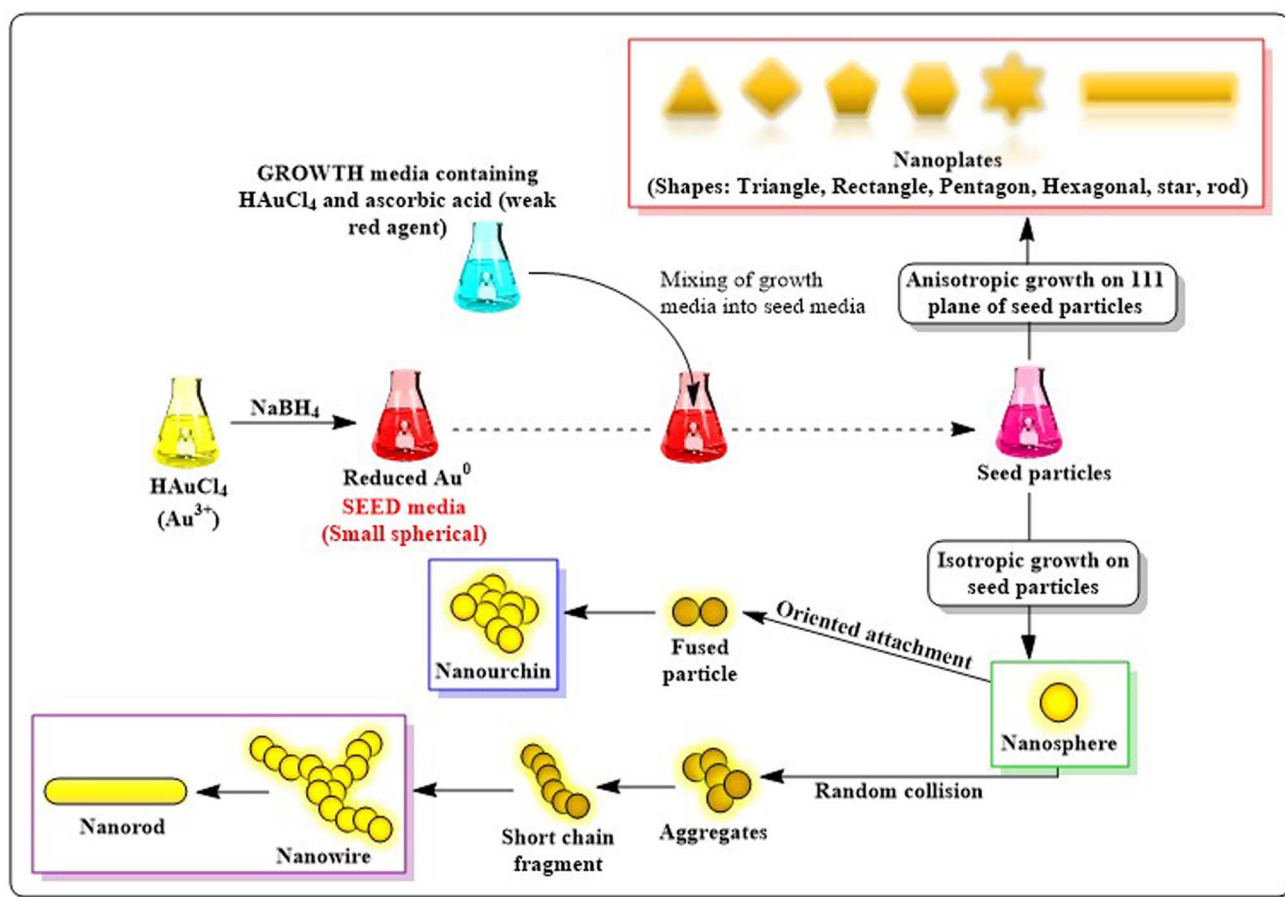 Nanoplates
(Shapes: Triangle, Rectangle, Pentagon, Hexagonal, star, rod)
GROWTH media containing
HAuCl₄ and ascorbic acid (weak
red agent)
Mixing of growth
media into seed media
Anisotropic growth on 111
plane of seed particles
NaBH₄
HAuCl₄
(Au³⁺)
Reduced Au⁰
SEED media
(Small spherical)
Seed particles
Isotropic growth on
seed particles
Oriented attachment
Fused
particle
Nanourchin
Nanosphere
Random collision
Aggregates
Short chain
fragment
Nanowire
Nanorod